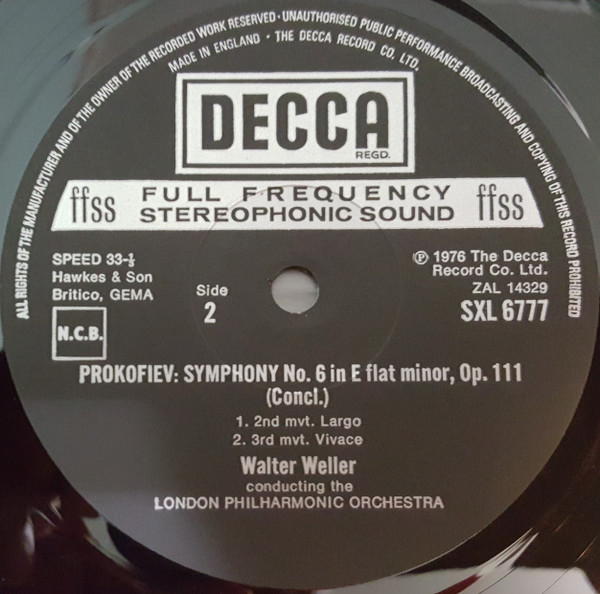 ALL RIGHTS OF THE MANUFACTURER AND OF THE OWNER OF THE RECORDED WORK RESERVED · UNAUTHORISED PUBLIC PERFORMANCE BROADCASTING AND COPYING OF THIS RECORD PROHIBITED
MADE IN ENGLAND · THE DECCA RECORD CO. LTD.
DECCA
REGD.
ffss FULL FREQUENCY STEREOPHONIC SOUND ffss
SPEED 33-⅓
Hawkes & Son
Britico, GEMA
N.C.B.
Side
2
℗ 1976 The Decca
Record Co. Ltd.
ZAL 14329
SXL 6777
PROKOFIEV: SYMPHONY No. 6 in E flat minor, Op. 111
(Concl.)
1. 2nd mvt. Largo
2. 3rd mvt. Vivace
Walter Weller
conducting the
LONDON PHILHARMONIC ORCHESTRA